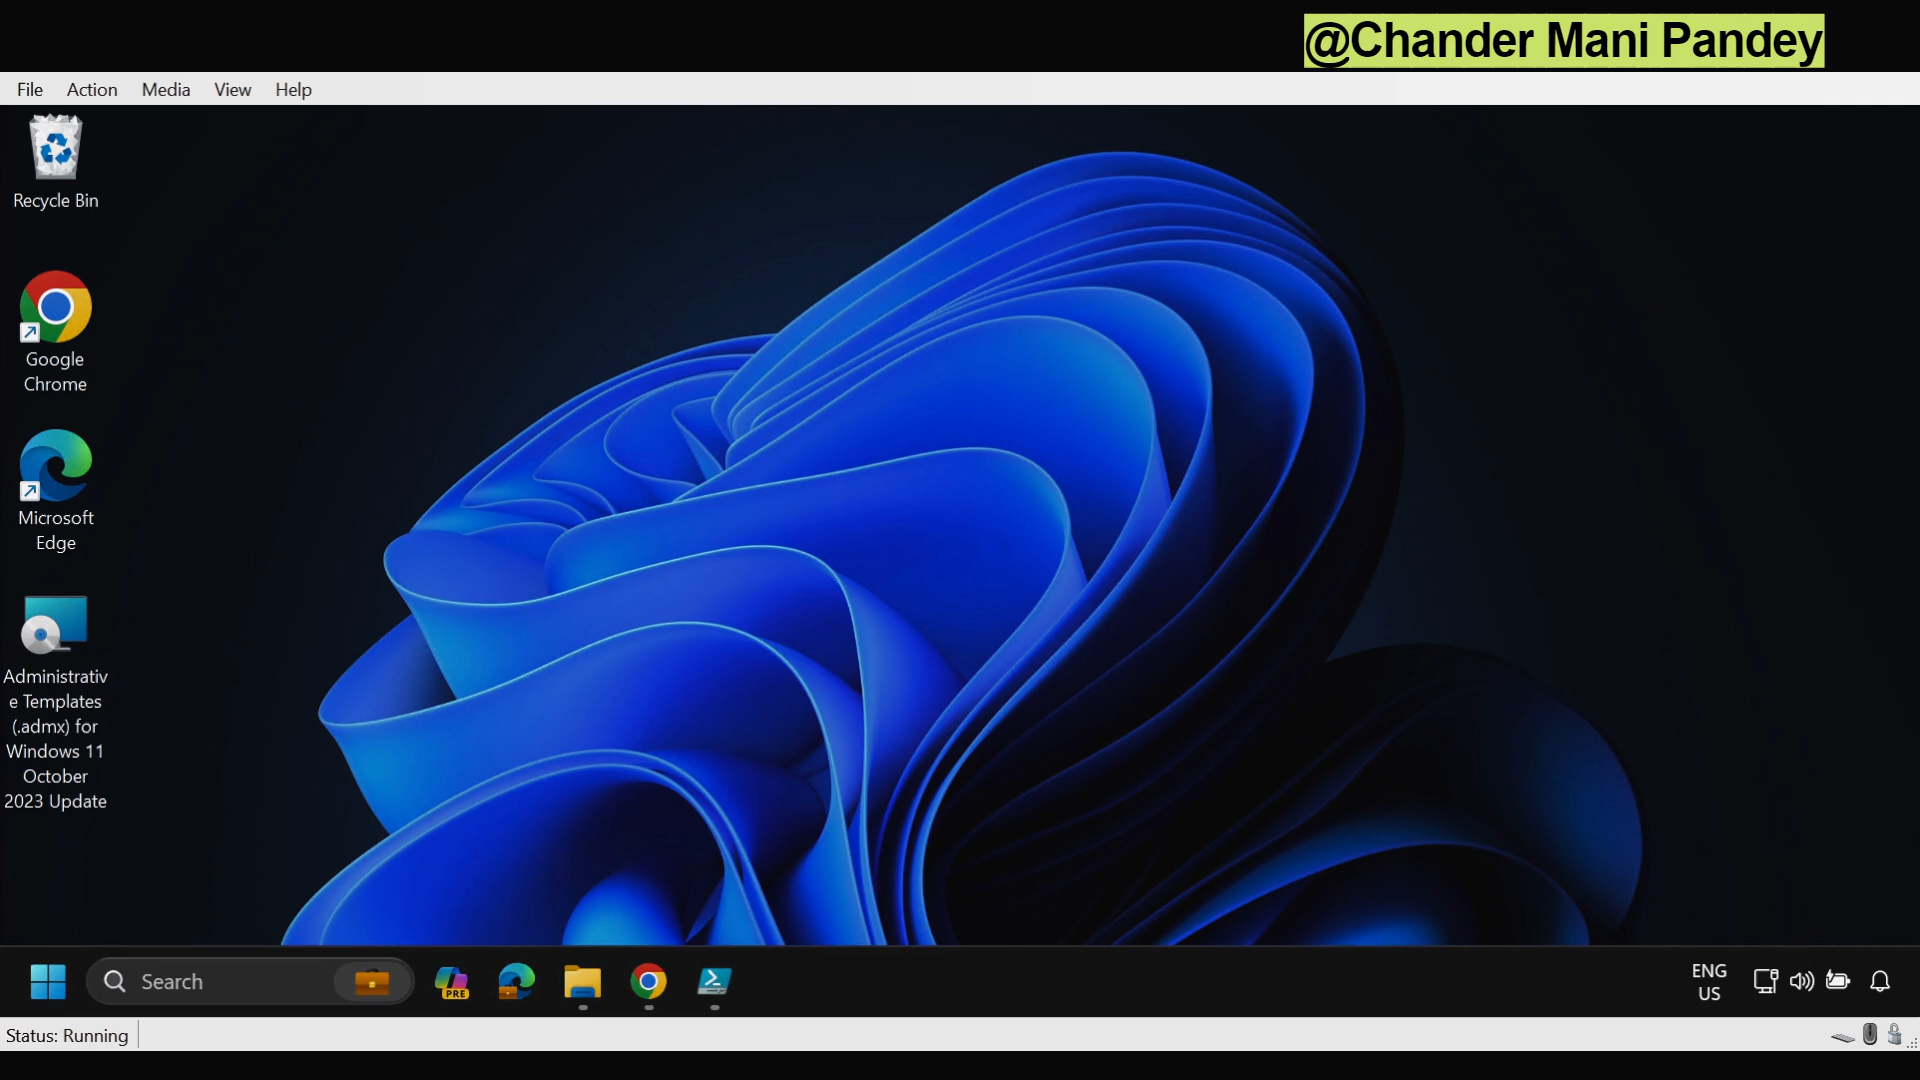 @Chander Mani Pandey
File Action Media View Help
Recycle Bin
Google
Chrome
Microsoft
Edge
Administrativ
e Templates
(.admx) for
Windows 11
October
2023 Update
Search
PRE
ENG
US
Status: Running